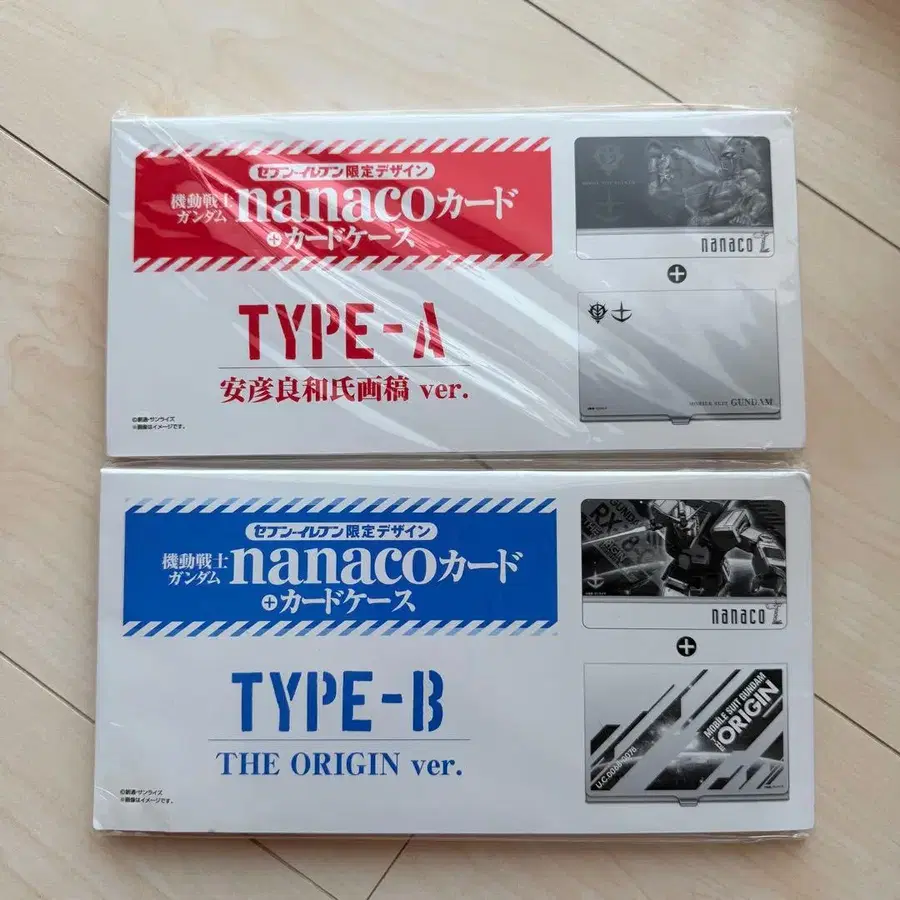 セブン-イレブン限定デザイン
機動戦士
ガンダム
nanacoカード
+カードケース
TYPE-A
安彦良和氏画稿 ver.
©創通・サンライズ
※画像はイメージです。
nanaco
+
GUNDAM
セブン-イレブン限定デザイン
機動戦士
ガンダム
nanacoカード
+カードケース
TYPE-B
THE ORIGIN ver.
©創通・サンライズ
※画像はイメージです。
GUNDAM
RX
nanaco
+
MOBILE SUIT GUNDAM
THE ORIGIN
U.C.0068-0078